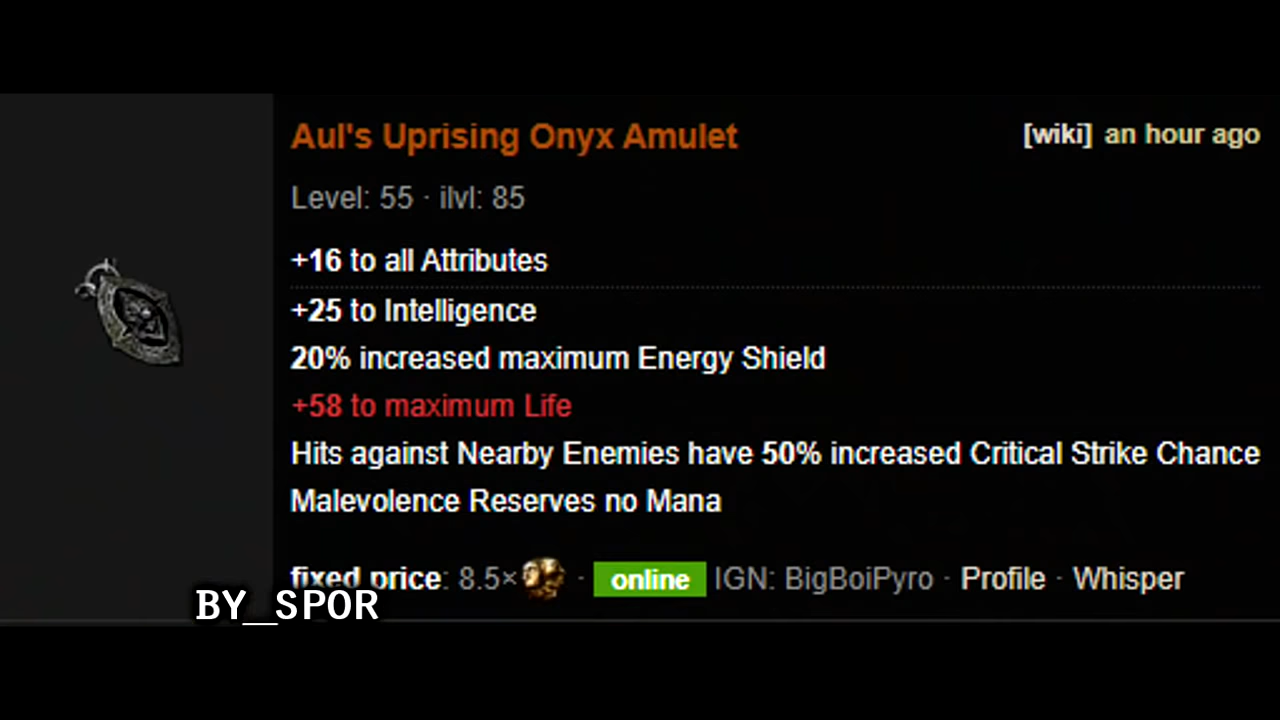 Aul's Uprising Onyx Amulet [wiki] an hour ago
Level: 55 · ilvl: 85
+16 to all Attributes
+25 to Intelligence
20% increased maximum Energy Shield
+58 to maximum Life
Hits against Nearby Enemies have 50% increased Critical Strike Chance
Malevolence Reserves no Mana
fixed price: 8.5× · online IGN: BigBoiPyro · Profile · Whisper
BY_SPOR